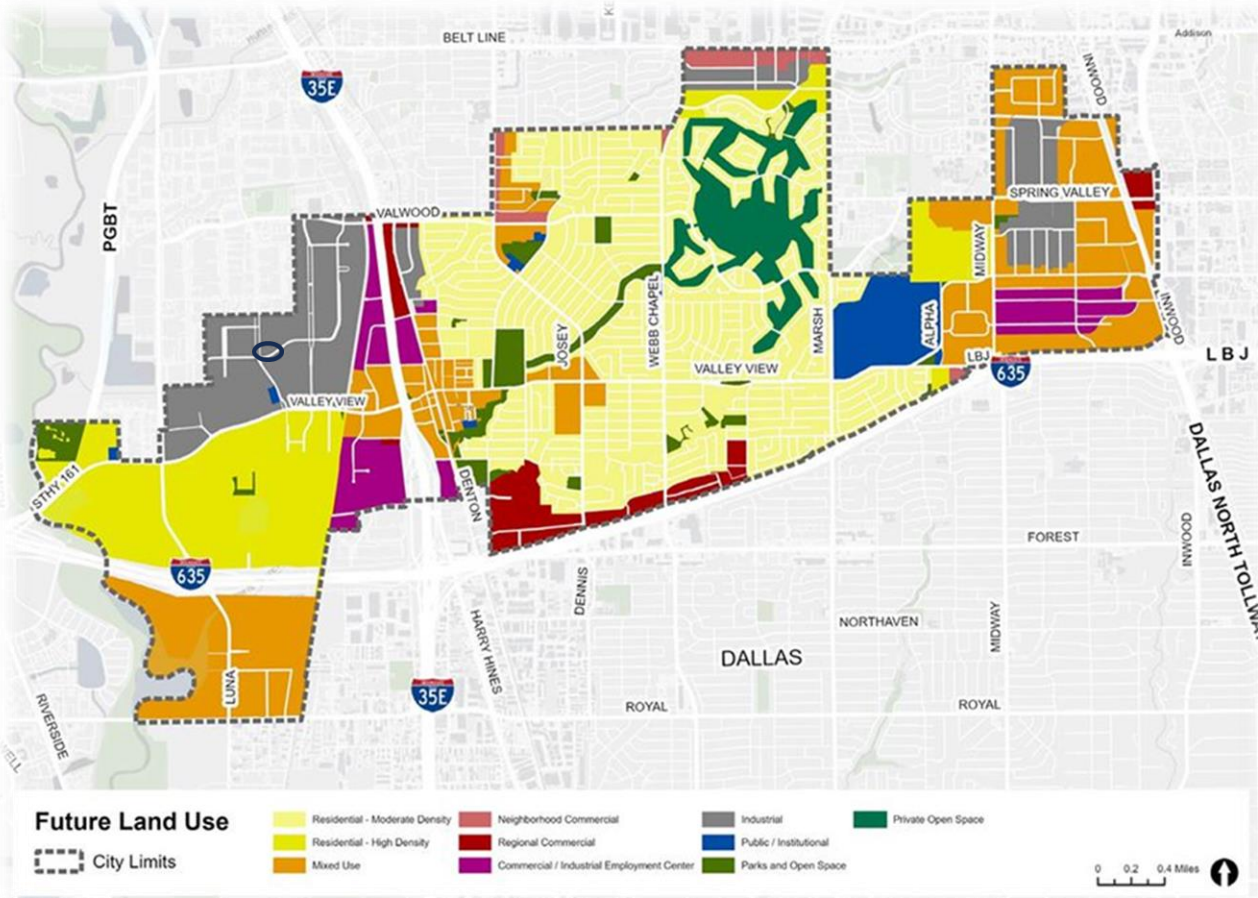 BELT LINE
Addison
35E
INWOOD
SPRING VALLEY
VALWOOD
PGBT
MIDWAY
INWOOD
WEBB CHAPEL
MARSH
ALPHA
JOSEY
LBJ
635
LBJ
VALLEY VIEW
VALLEY VIEW
STHY 161
DENTON
DALLAS NORTH TOLLWA
INWOOD
FOREST
635
DENNIS
NORTHAVEN
MIDWAY
HARRY HINES
DALLAS
LUNA
35E
ROYAL
ROYAL
RIVERSIDE
Future Land Use
City Limits
Residential - Moderate Density
Residential - High Density
Mixed Use
Neighborhood Commercial
Regional Commercial
Commercial / Industrial Employment Center
Industrial
Public / Institutional
Parks and Open Space
Private Open Space
0 0.2 0.4 Miles